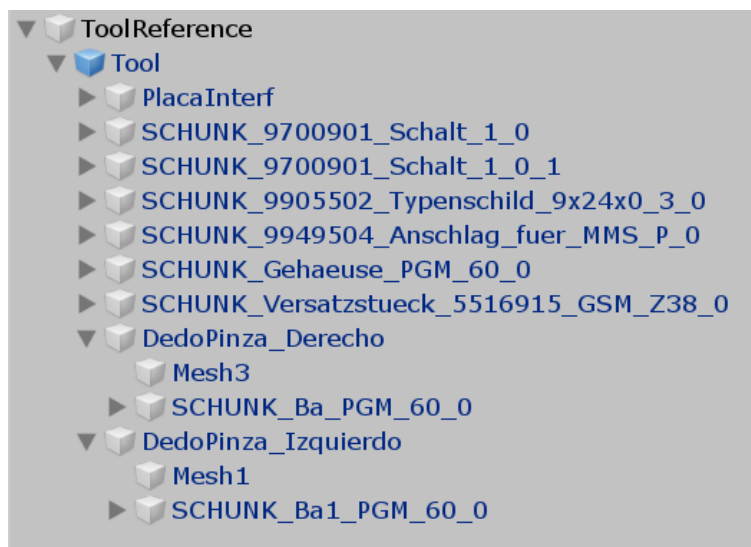 ToolReference
Tool
PlacaInterf
SCHUNK_9700901_Schalt_1_0
SCHUNK_9700901_Schalt_1_0_1
SCHUNK_9905502_Typenschild_9x24x0_3_0
SCHUNK_9949504_Anschlag_fuer_MMS_P_0
SCHUNK_Gehaeuse_PGM_60_0
SCHUNK_Versatzstueck_5516915_GSM_Z38_0
DedoPinza_Derecho
Mesh3
SCHUNK_Ba_PGM_60_0
DedoPinza_Izquierdo
Mesh1
SCHUNK_Ba1_PGM_60_0